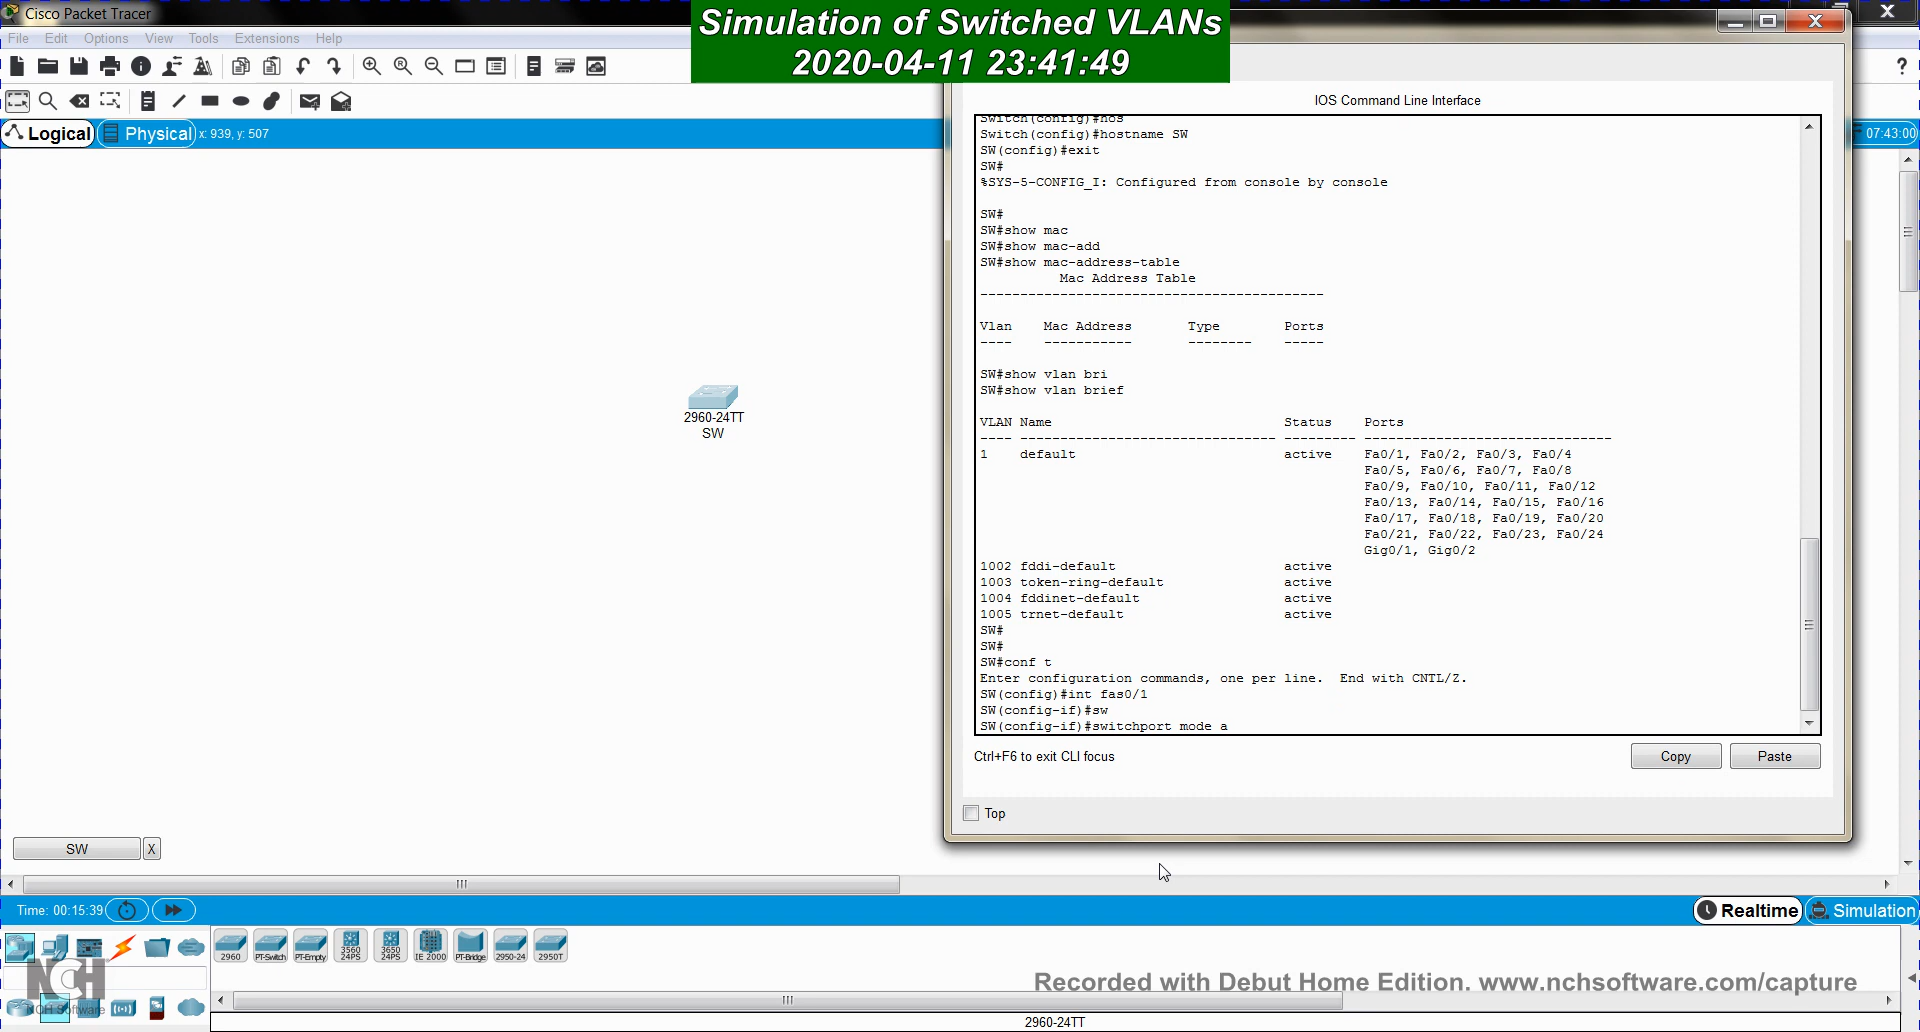 Cisco Packet Tracer
Simulation of Switched VLANs
2020-04-11 23:41:49
File Edit Options View Tools Extensions Help
?
Logical Physical x: 939, y: 507
07:43:00
IOS Command Line Interface
Switch(config)#hos
Switch(config)#hostname SW
SW(config)#exit
SW#
%SYS-5-CONFIG_I: Configured from console by console
SW#
SW#show mac
SW#show mac-add
SW#show mac-address-table
Mac Address Table
-------------------------------------------
Vlan Mac Address Type Ports
---- ----------- -------- -----
SW#show vlan bri
SW#show vlan brief
VLAN Name Status Ports
---- -------------------------------- --------- -------------------------------
1 default active Fa0/1, Fa0/2, Fa0/3, Fa0/4
Fa0/5, Fa0/6, Fa0/7, Fa0/8
Fa0/9, Fa0/10, Fa0/11, Fa0/12
Fa0/13, Fa0/14, Fa0/15, Fa0/16
Fa0/17, Fa0/18, Fa0/19, Fa0/20
Fa0/21, Fa0/22, Fa0/23, Fa0/24
Gig0/1, Gig0/2
1002 fddi-default active
1003 token-ring-default active
1004 fddinet-default active
1005 trnet-default active
SW#
SW#
SW#conf t
Enter configuration commands, one per line. End with CNTL/Z.
SW(config)#int fas0/1
SW(config-if)#sw
SW(config-if)#switchport mode a
Ctrl+F6 to exit CLI focus
Copy
Paste
Top
2960-24TT
SW
SW X
Time: 00:15:39
Realtime Simulation
2960 PT-Switch PT-Empty 3560 24PS 3650 24PS IE 2000 PT-Bridge 2950-24 2950T
NCH
NCH Software
Recorded with Debut Home Edition. www.nchsoftware.com/capture
2960-24TT